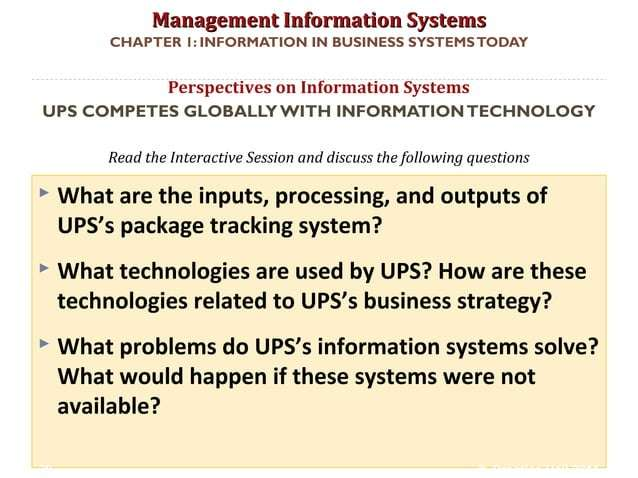 Management Information Systems
CHAPTER 1: INFORMATION IN BUSINESS SYSTEMS TODAY
Perspectives on Information Systems
UPS COMPETES GLOBALLY WITH INFORMATION TECHNOLOGY
Read the Interactive Session and discuss the following questions
What are the inputs, processing, and outputs of
UPS’s package tracking system?
What technologies are used by UPS? How are these
technologies related to UPS’s business strategy?
What problems do UPS’s information systems solve?
What would happen if these systems were not
available?